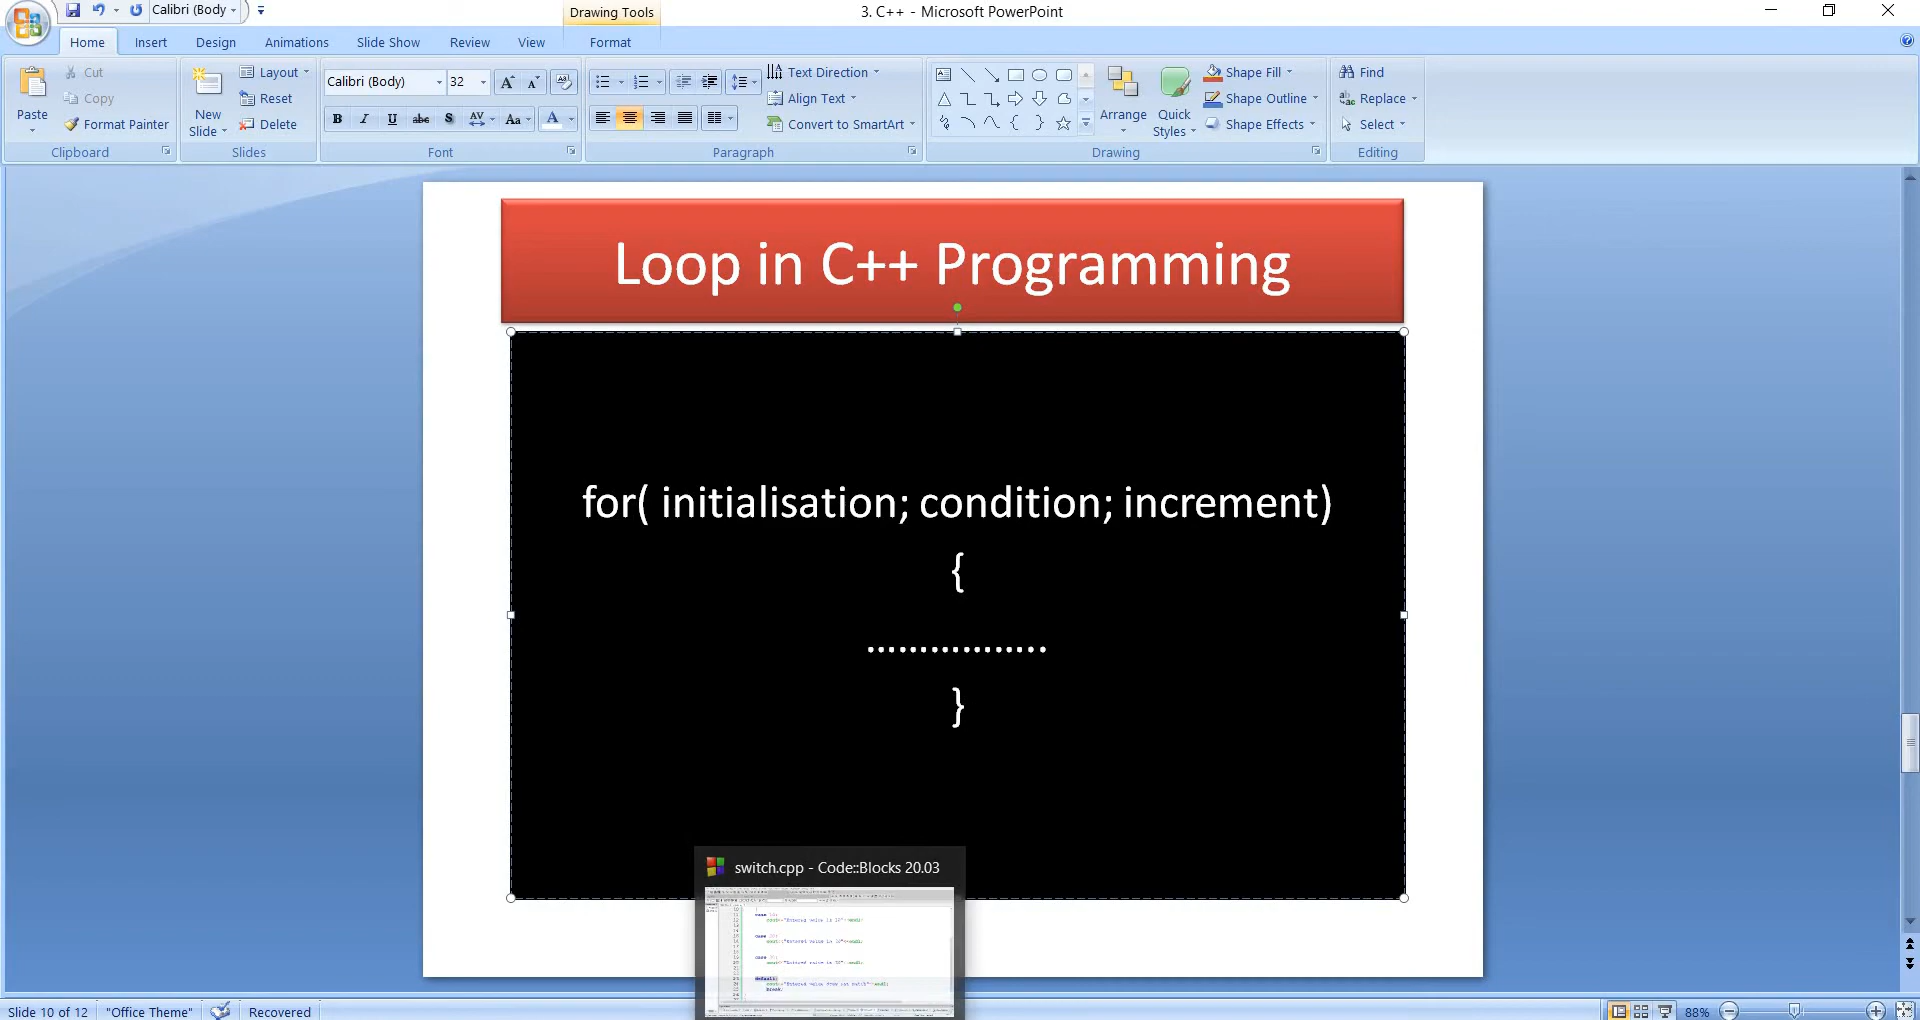 Calibri (Body
Drawing Tools
3. C++ - Microsoft PowerPoint
Home Insert Design Animations Slide Show Review View Format
Paste
Cut
Copy
Format Painter
Clipboard
New Slide
Layout
Reset
Delete
Slides
Calibri (Body) 32
B I U abc S AV Aa A
Font
Text Direction
Align Text
Convert to SmartArt
Paragraph
Arrange
Quick Styles
Shape Fill
Shape Outline
Shape Effects
Drawing
Find
Replace
Select
Editing
Loop in C++ Programming
for( initialisation; condition; increment)
{
.................
}
switch.cpp - Code::Blocks 20.03
Slide 10 of 12 "Office Theme" Recovered 88%